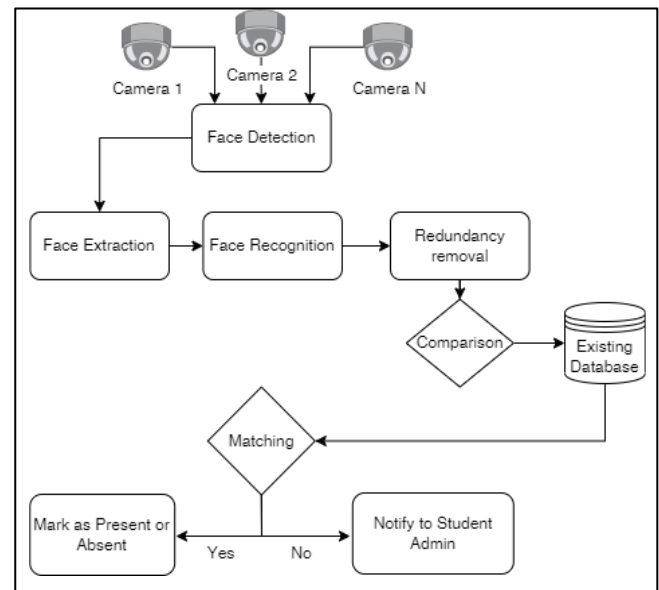 Camera 1
Camera 2
Camera N
Face Detection
Face Extraction
Face Recognition
Redundancy
removal
Comparison
Existing
Database
Matching
Mark as Present or
Absent
Yes
No
Notify to Student
Admin